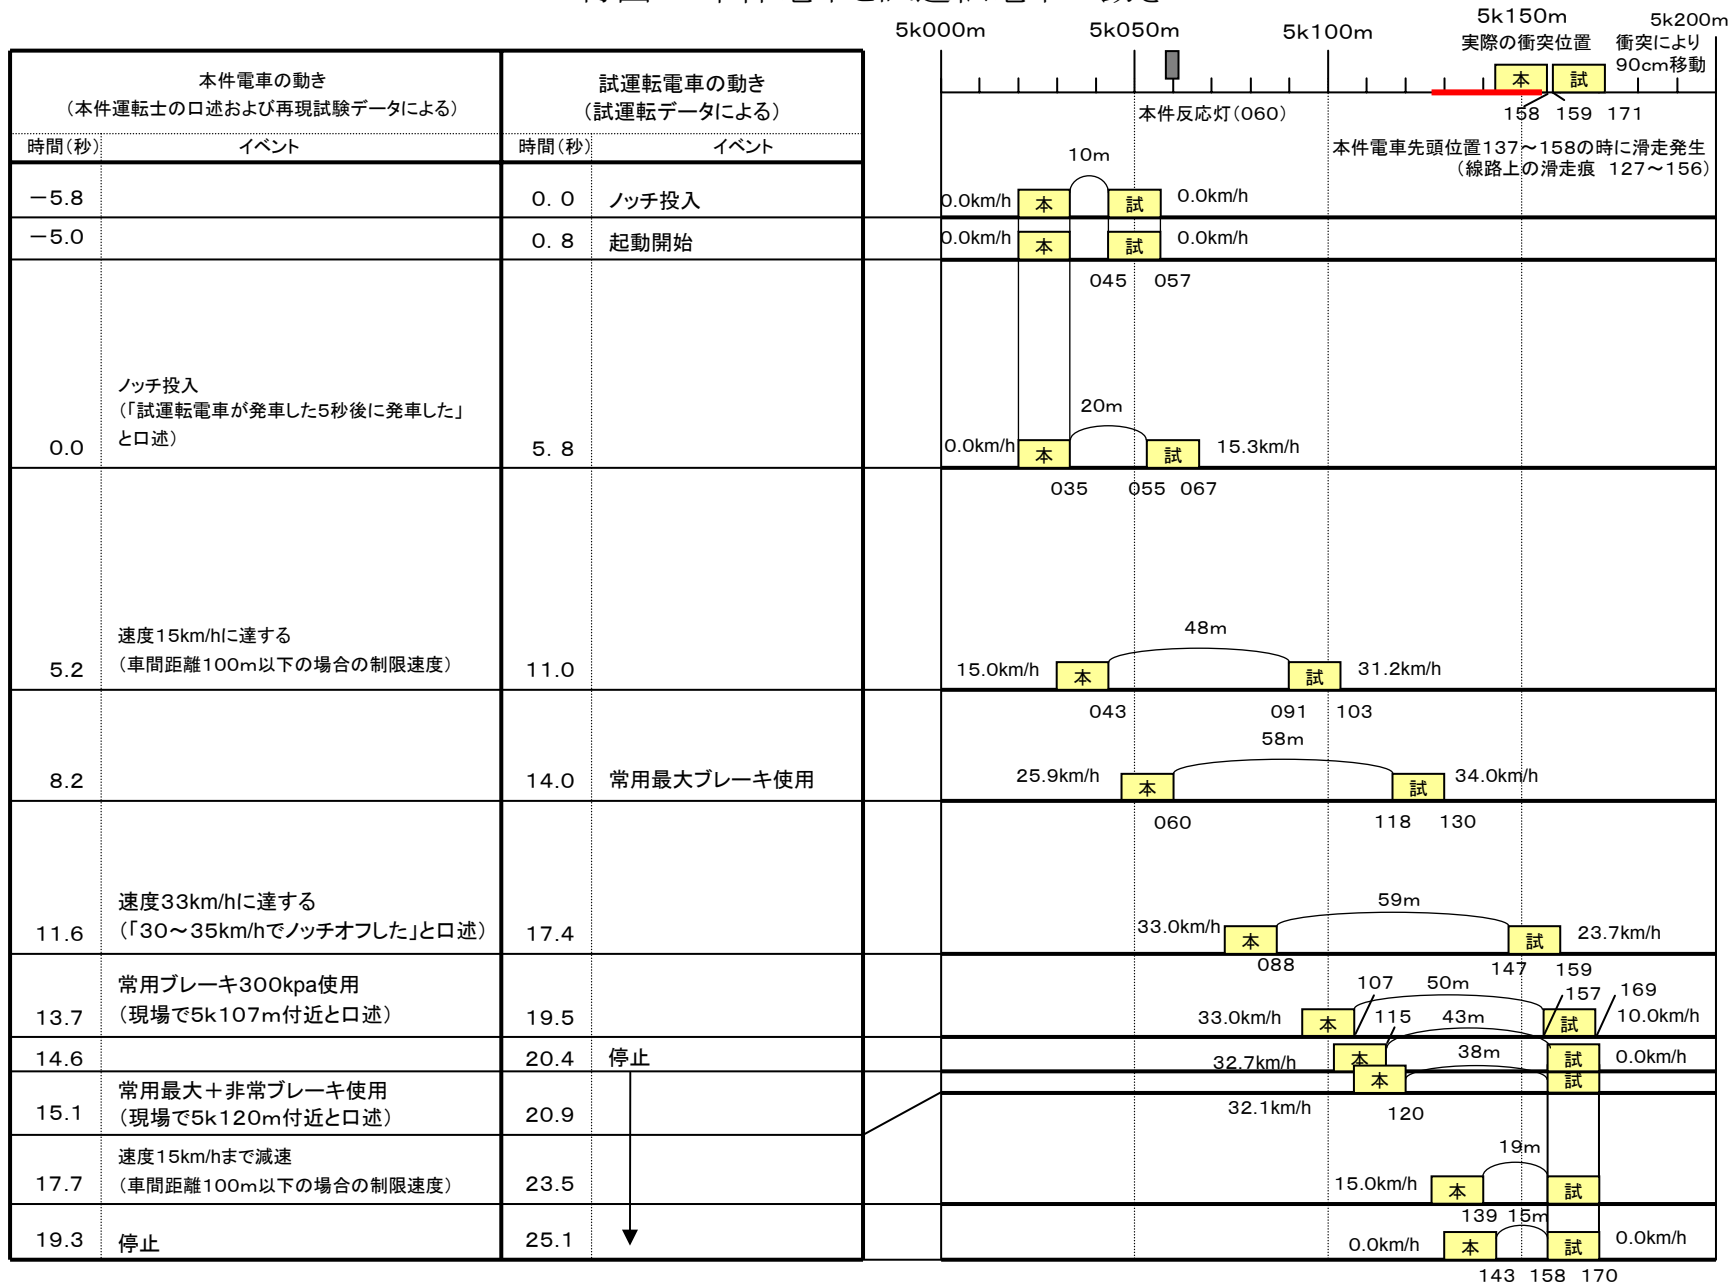 5k000m 5k050m 5k100m 5k150m 5k200m
実際の衝突位置 衝突により
90cm移動
本 試
158 159 171
本件反応灯(060)
本件電車先頭位置137～158の時に滑走発生
(線路上の滑走痕 127～156)
本件電車の動き
(本件運転士の口述および再現試験データによる)
試運転電車の動き
(試運転データによる)
時間(秒) イベント 時間(秒) イベント
10m
－5.8 0.0 ノッチ投入 0.0km/h 本 試 0.0km/h
－5.0 0.8 起動開始 0.0km/h 本 試 0.0km/h
045 057
ノッチ投入
(「試運転電車が発車した5秒後に発車した」
と口述)
20m
0.0 5.8 0.0km/h 本 試 15.3km/h
035 055 067
速度15km/hに達する
(車間距離100m以下の場合の制限速度)
48m
5.2 11.0 15.0km/h 本 試 31.2km/h
043 091 103
58m
8.2 14.0 常用最大ブレーキ使用 25.9km/h 本 試 34.0km/h
060 118 130
速度33km/hに達する
(「30～35km/hでノッチオフした」と口述)
59m
11.6 17.4 33.0km/h 本 試 23.7km/h
088 147 159
常用ブレーキ300kpa使用
(現場で5k107m付近と口述)
107 50m 157 169
13.7 19.5 33.0km/h 本 試 10.0km/h
115 43m
14.6 20.4 停止 32.7km/h 本 試 0.0km/h
38m
本 試
常用最大＋非常ブレーキ使用
(現場で5k120m付近と口述)
15.1 20.9 32.1km/h 120
速度15km/hまで減速
(車間距離100m以下の場合の制限速度)
19m
17.7 23.5 15.0km/h 本 試
139 15m
19.3 停止 25.1 0.0km/h 本 試 0.0km/h
143 158 170